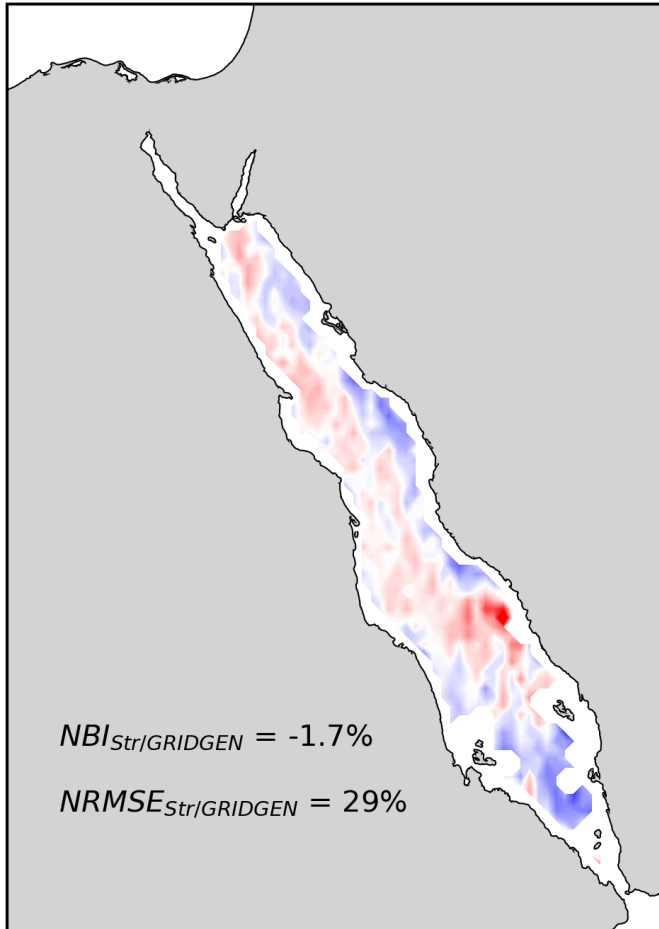 NBI_Str/GRIDGEN = -1.7%
NRMSE_Str/GRIDGEN = 29%